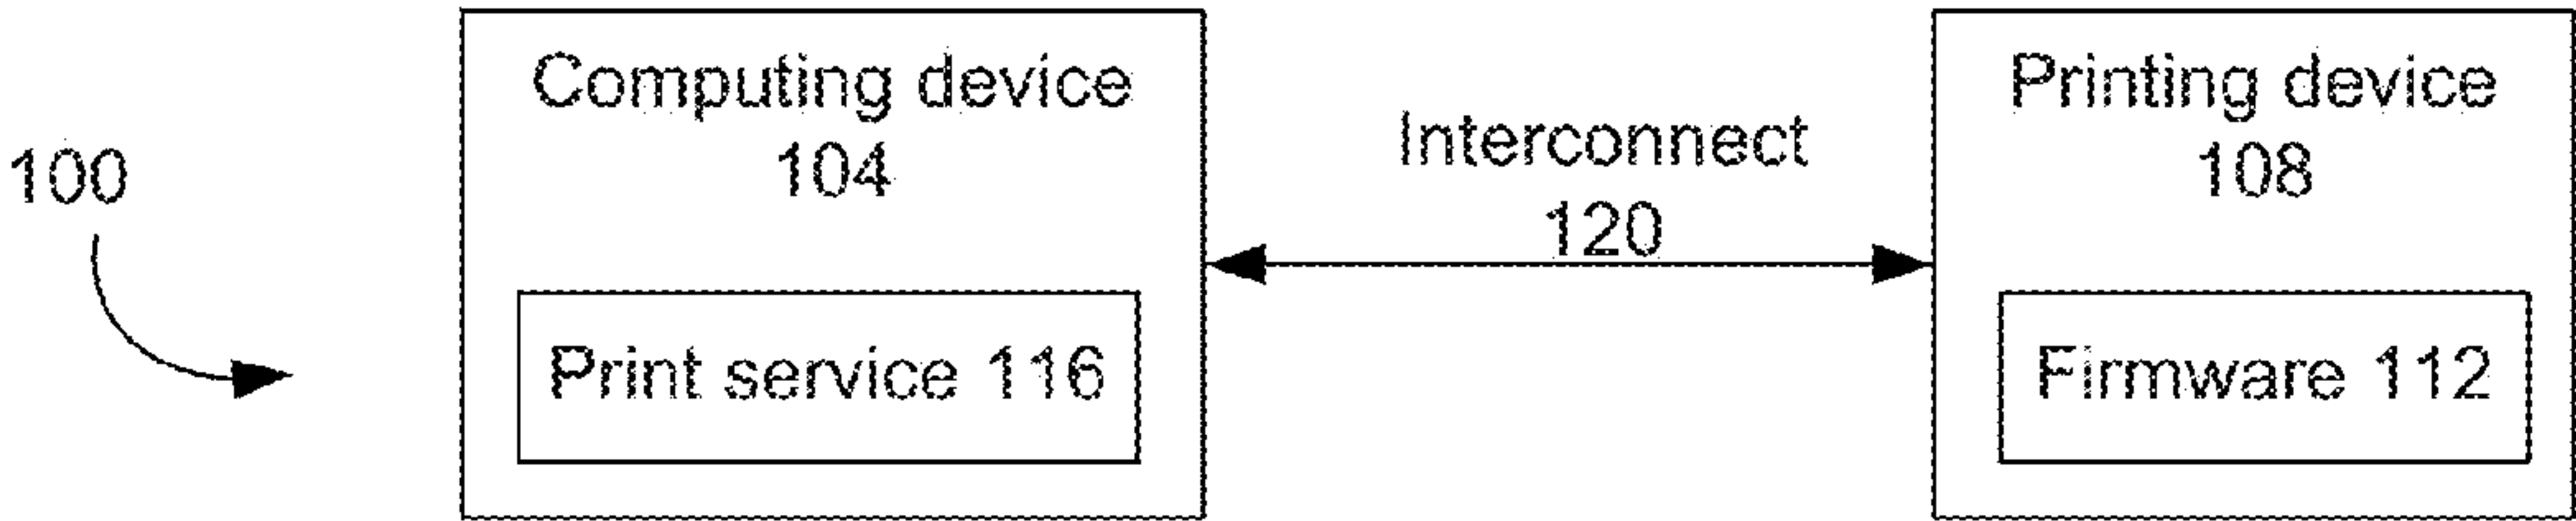 100
Computing device
104
Print service 116
Interconnect
120
Printing device
108
Firmware 112